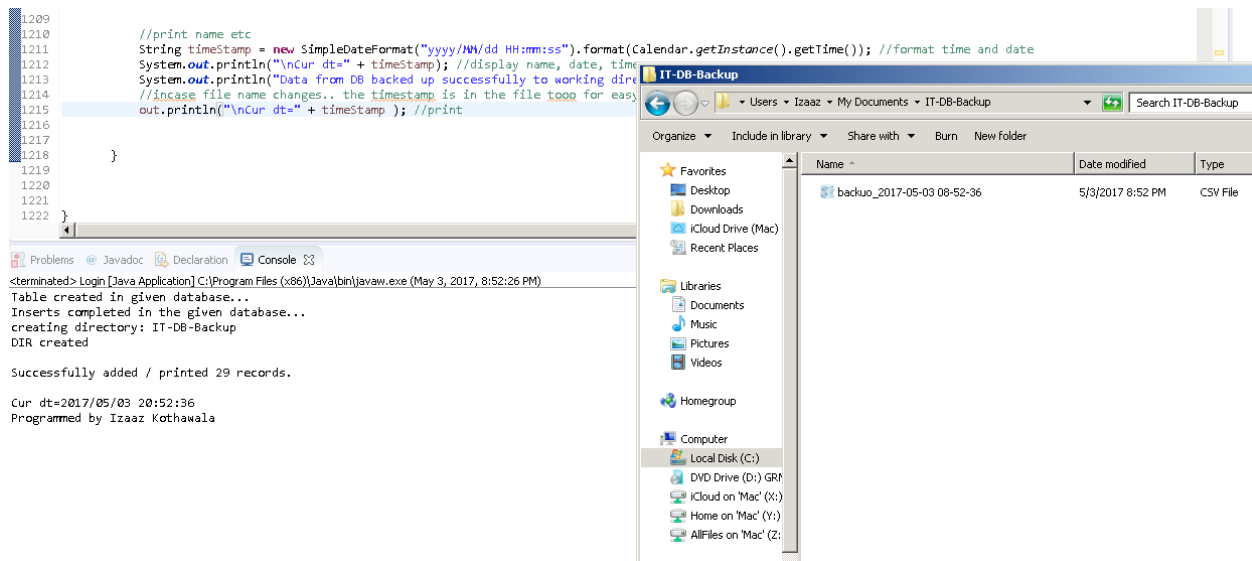 1209
1210 //print name etc
1211 String timeStamp = new SimpleDateFormat("yyyy/MM/dd HH:mm:ss").format(Calendar.getInstance().getTime()); //format time and date
1212 System.out.println("\nCur dt=" + timeStamp); //display name, date, time
1213 System.out.println("Data from DB backed up successfully to working dire
1214 //incase file name changes.. the timestamp is in the file tooo for easy
1215 out.println("\nCur dt=" + timeStamp ); //print
1216
1217
1218 }
1219
1220
1221
1222 }
Problems @ Javadoc Declaration Console
<terminated> Login [Java Application] C:\Program Files (x86)\Java\bin\javaw.exe (May 3, 2017, 8:52:26 PM)
Table created in given database...
Inserts completed in the given database...
creating directory: IT-DB-Backup
DIR created
Successfully added / printed 29 records.
Cur dt=2017/05/03 20:52:36
Programmed by Izaaz Kothawala
IT-DB-Backup
Users Izaaz My Documents IT-DB-Backup Search IT-DB-Backup
Organize Include in library Share with Burn New folder
Favorites
Desktop
Downloads
iCloud Drive (Mac)
Recent Places
Libraries
Documents
Music
Pictures
Videos
Homegroup
Computer
Local Disk (C:)
DVD Drive (D:) GRM
iCloud on 'Mac' (X:)
Home on 'Mac' (Y:)
AllFiles on 'Mac' (Z:
Name Date modified Type
backuo_2017-05-03 08-52-36 5/3/2017 8:52 PM CSV File